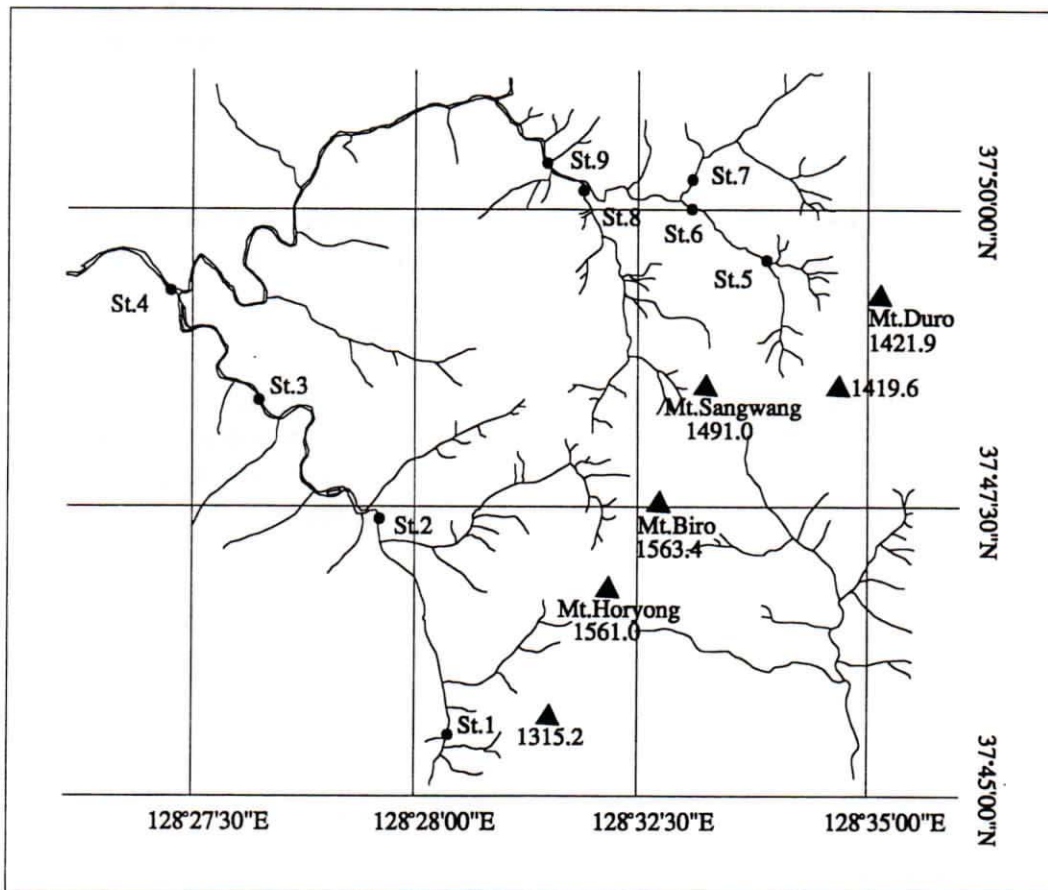 St.9
St.7
37°50'00"N
St.8
St.6
St.5
St.4
Mt.Duro
1421.9
St.3
1419.6
Mt.Sangwang
1491.0
St.2
Mt.Biro
1563.4
37°47'30"N
Mt.Horyong
1561.0
St.1
1315.2
37°45'00"N
128°27'30"E
128°28'00"E
128°32'30"E
128°35'00"E